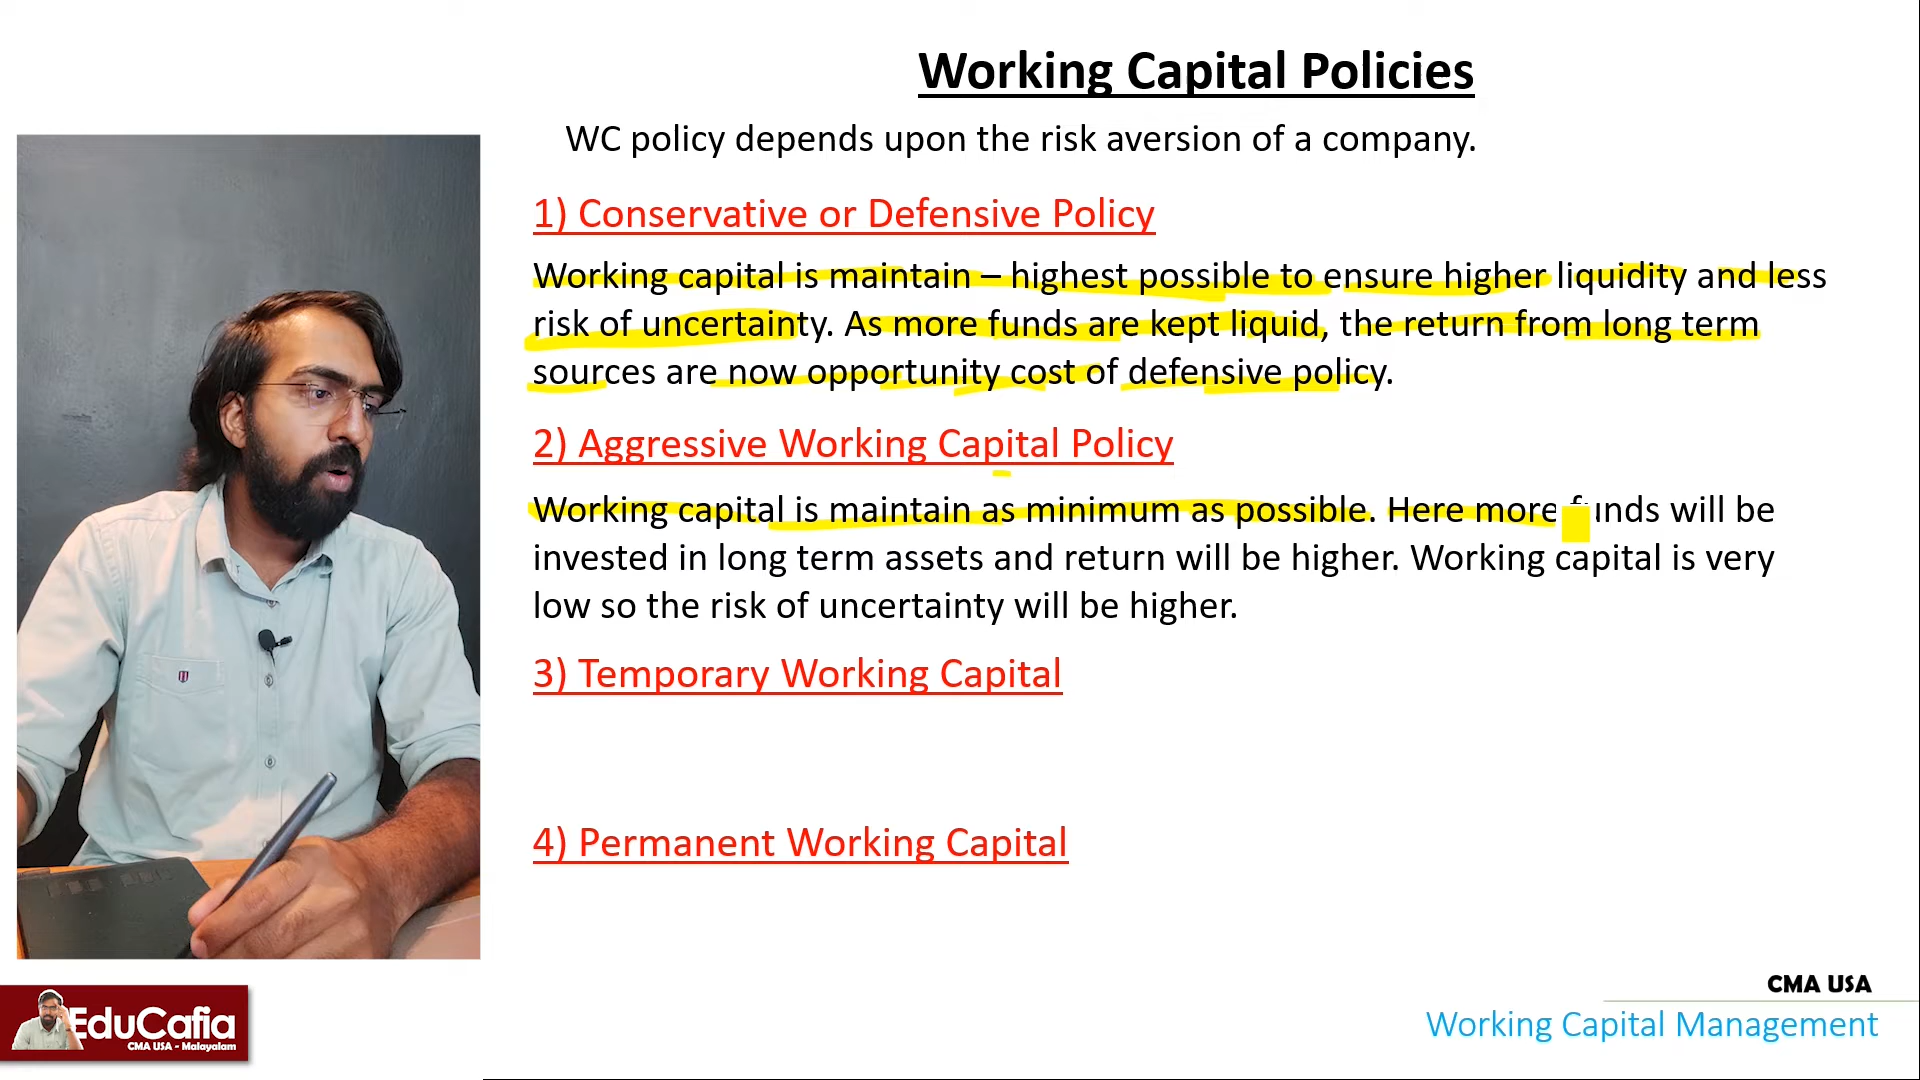 Working Capital Policies
WC policy depends upon the risk aversion of a company.
1) Conservative or Defensive Policy
Working capital is maintain – highest possible to ensure higher liquidity and less
risk of uncertainty. As more funds are kept liquid, the return from long term
sources are now opportunity cost of defensive policy.
2) Aggressive Working Capital Policy
Working capital is maintain as minimum as possible. Here more funds will be
invested in long term assets and return will be higher. Working capital is very
low so the risk of uncertainty will be higher.
3) Temporary Working Capital
4) Permanent Working Capital
EduCafia
CMA USA - Malayalam
CMA USA
Working Capital Management